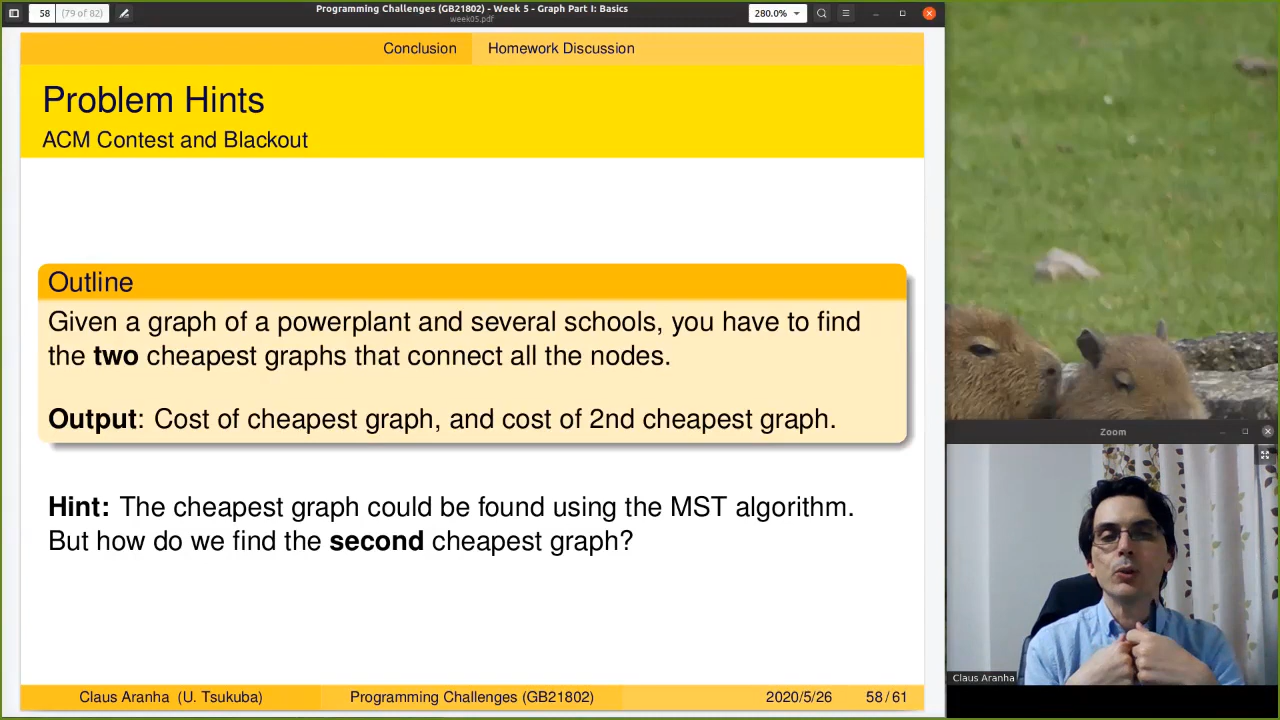 58
(79 of 82)
Programming Challenges (GB21802) - Week 5 - Graph Part I: Basics
week05.pdf
280.0%
Conclusion
Homework Discussion
Problem Hints
ACM Contest and Blackout
Outline
Given a graph of a powerplant and several schools, you have to find
the two cheapest graphs that connect all the nodes.
Output: Cost of cheapest graph, and cost of 2nd cheapest graph.
Hint: The cheapest graph could be found using the MST algorithm.
But how do we find the second cheapest graph?
Claus Aranha (U. Tsukuba)
Programming Challenges (GB21802)
2020/5/26
58 / 61
Zoom
Claus Aranha